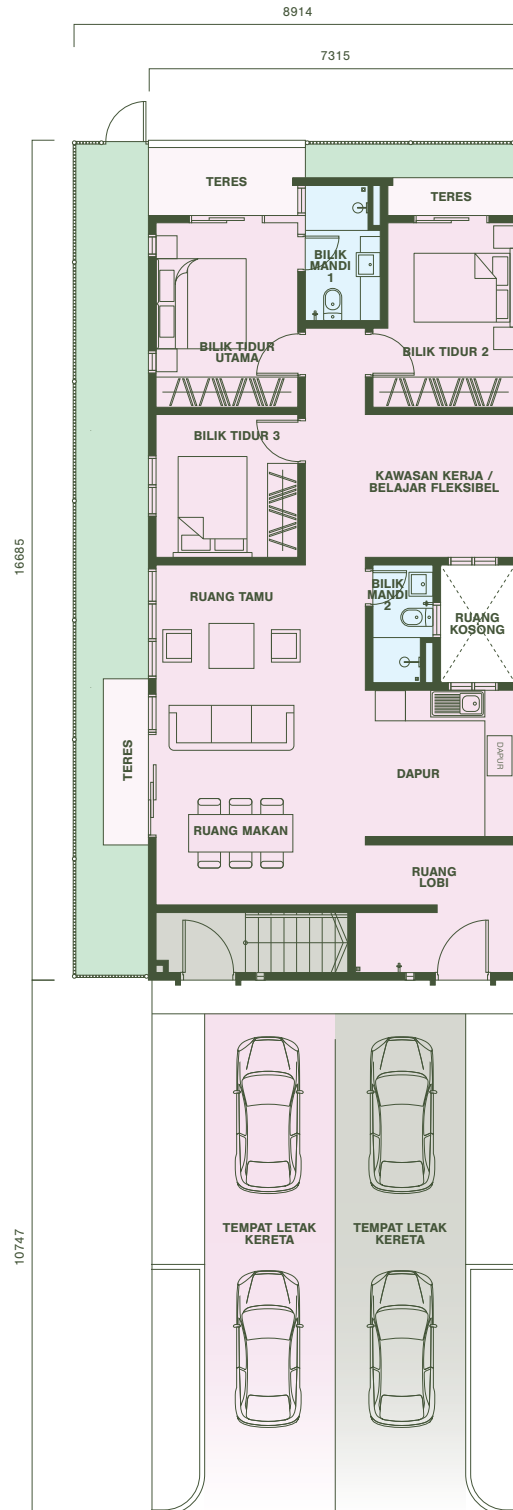 8914
7315
TERES
TERES
BILIK
MANDI
1
BILIK TIDUR
UTAMA
BILIK TIDUR 2
BILIK TIDUR 3
KAWASAN KERJA /
BELAJAR FLEKSIBEL
16685
RUANG TAMU
BILIK
MANDI
2
RUANG
KOSONG
TERES
DAPUR
DAPUR
RUANG MAKAN
RUANG
LOBI
10747
TEMPAT LETAK
KERETA
TEMPAT LETAK
KERETA